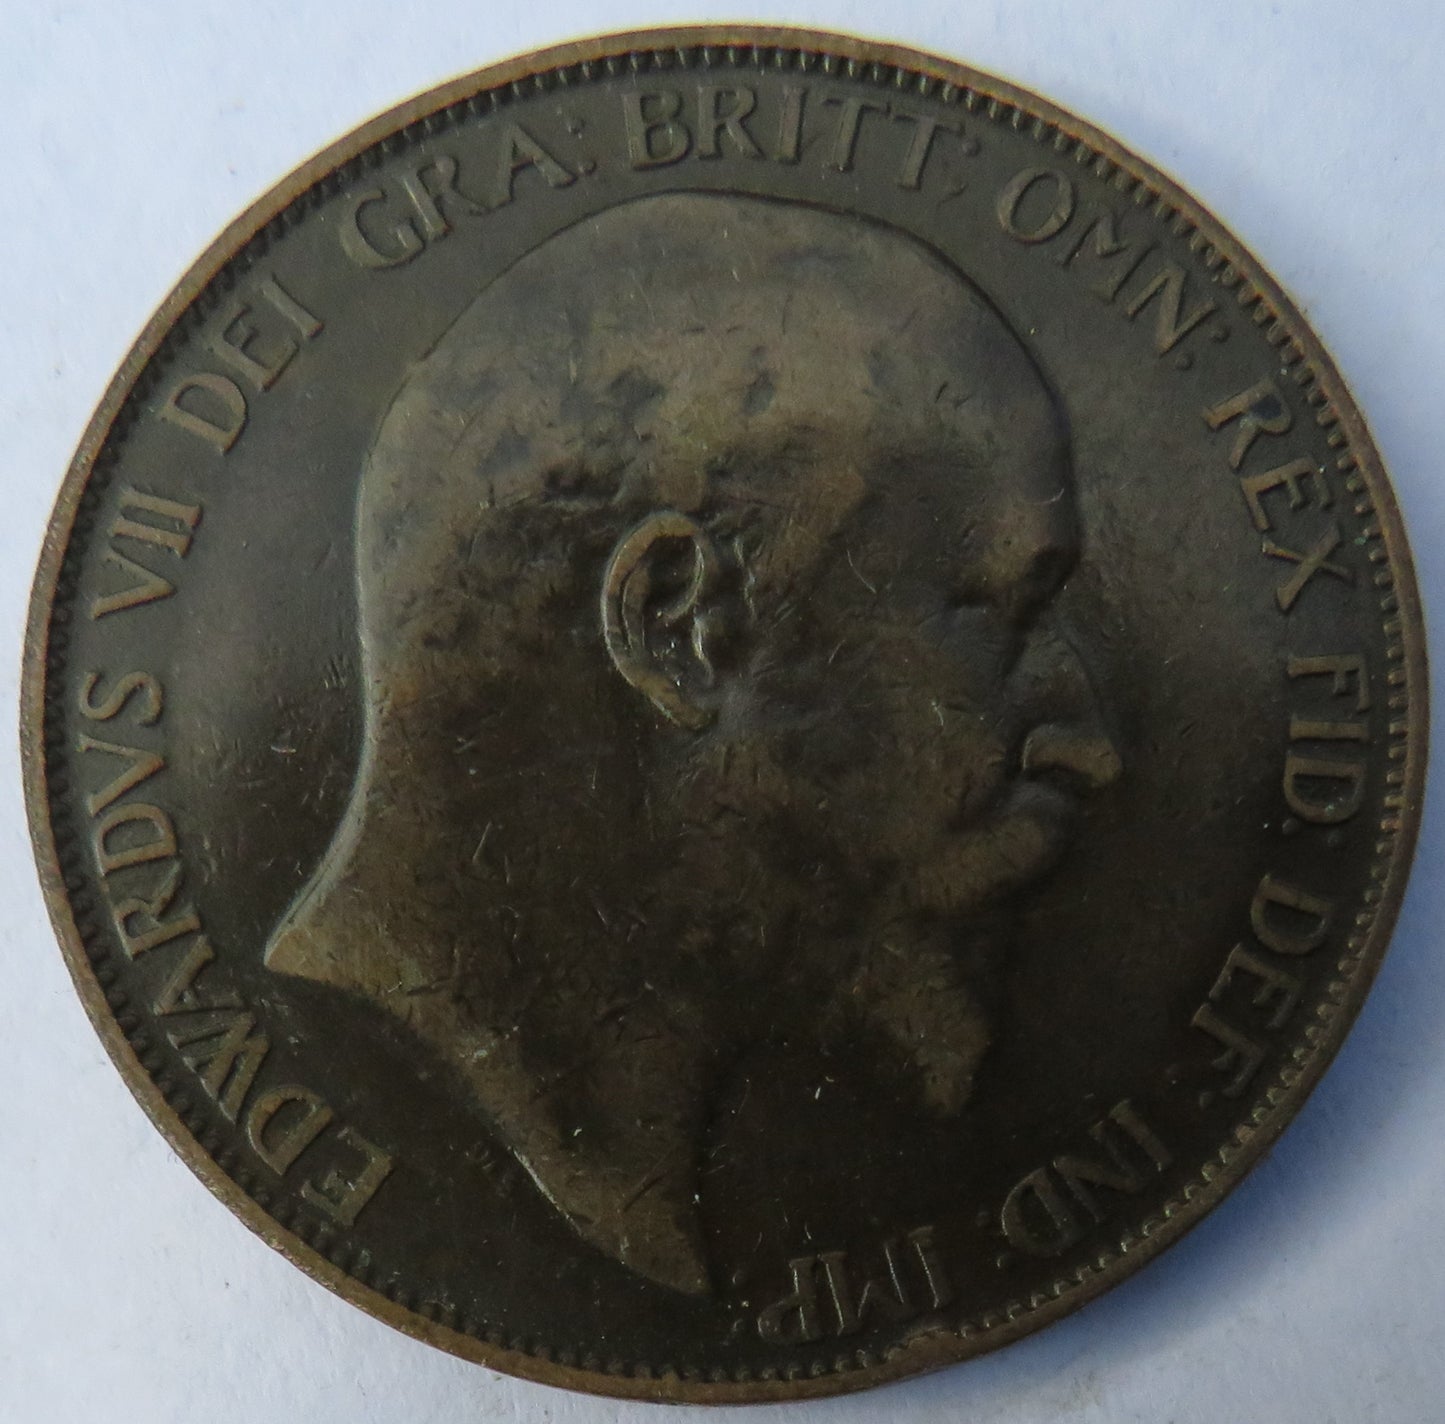 EDWARDVS VII DEI GRA: BRITT: OMN: REX FID: DEF: IND: IMP: